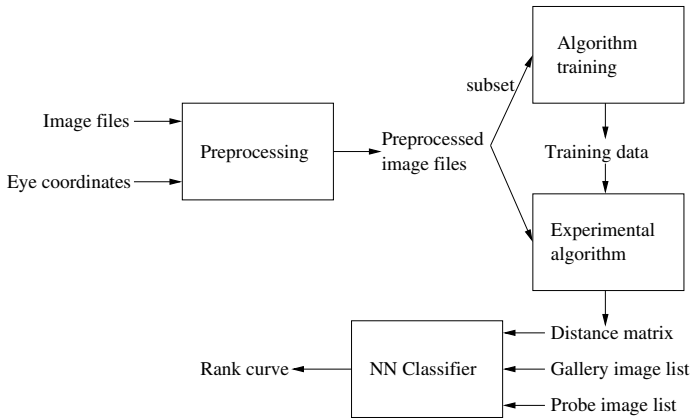 Algorithm
training
subset
Image files
Preprocessing
Preprocessed
image files
Training data
Eye coordinates
Experimental
algorithm
Distance matrix
Rank curve
NN Classifier
Gallery image list
Probe image list